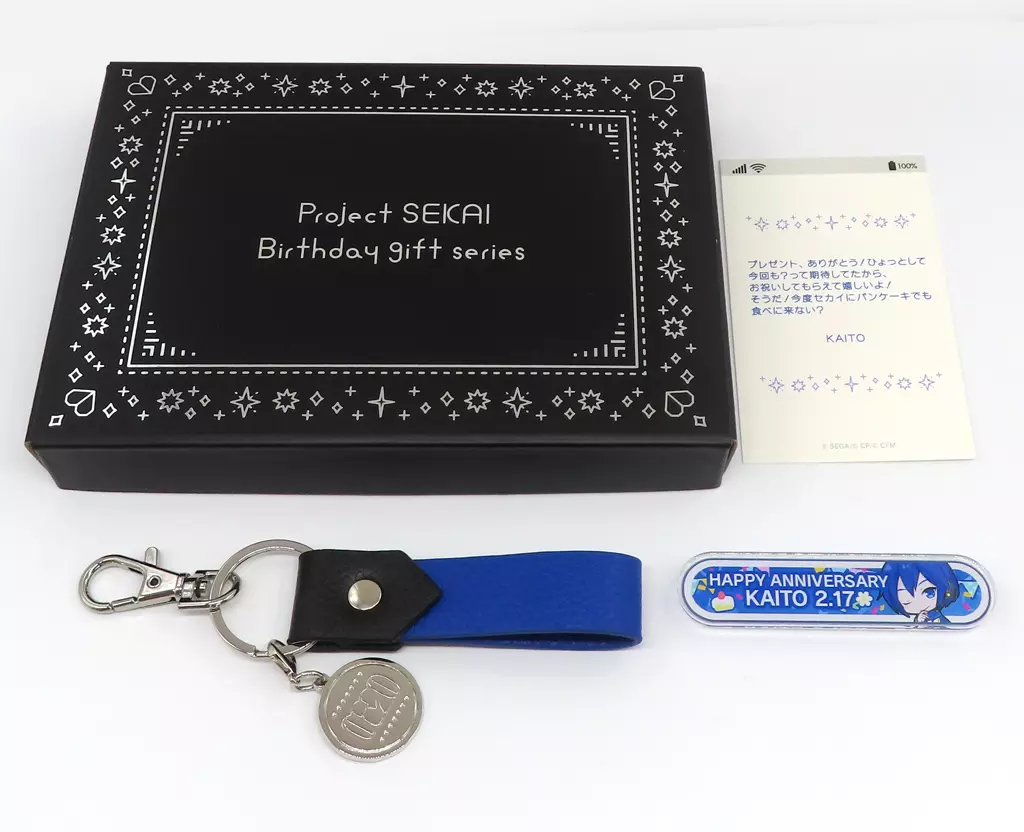 Project SEKAI
Birthday gift series
100%
プレゼント、ありがとう！ひょっとして
今回も？って期待してたから、
お祝いしてもらえて嬉しいよ！
そうだ！今度セカイにパンケーキでも
食べに来ない？
KAITO
© SEGA / © CP / © CFM
HAPPY ANNIVERSARY
KAITO 2.17